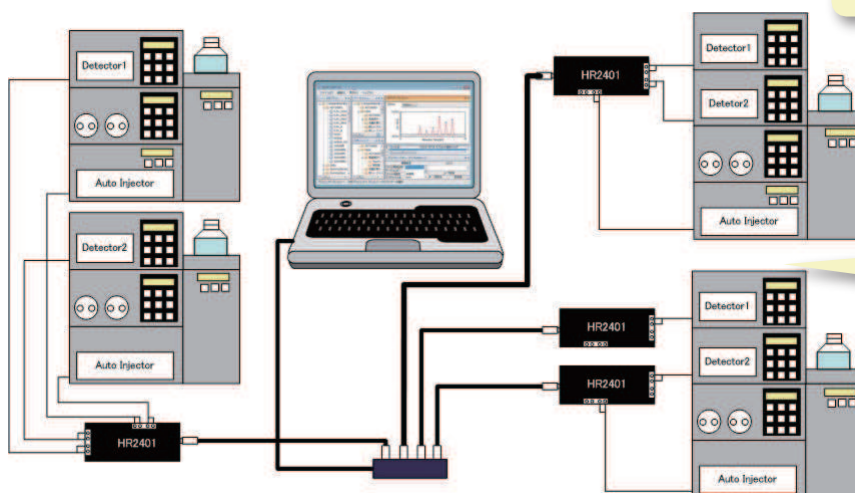 Detector1
Auto Injector
Detector2
Auto Injector
HR2401
HR2401
Detector1
Detetor2
Auto Injector
HR2401
HR2401
Detector1
Detector2
Auto Injector